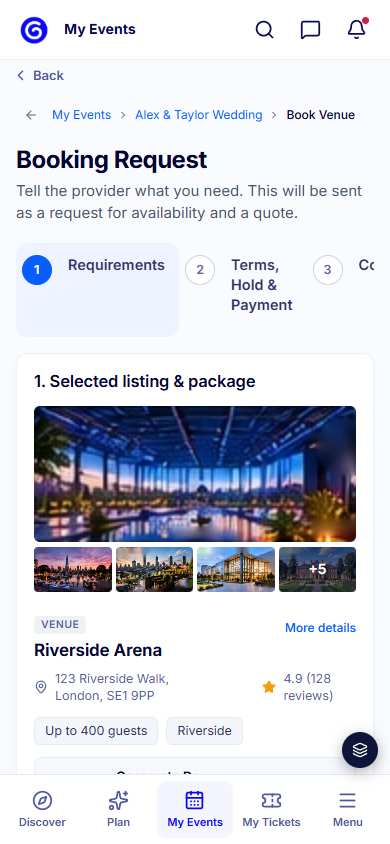 My Events
Back
My Events > Alex & Taylor Wedding > Book Venue
Booking Request
Tell the provider what you need. This will be sent
as a request for availability and a quote.
1 Requirements
2 Terms,
Hold &
Payment
3
1. Selected listing & package
+5
VENUE
More details
Riverside Arena
123 Riverside Walk,
London, SE1 9PP
4.9 (128
reviews)
Up to 400 guests
Riverside
Discover
Plan
My Events
My Tickets
Menu